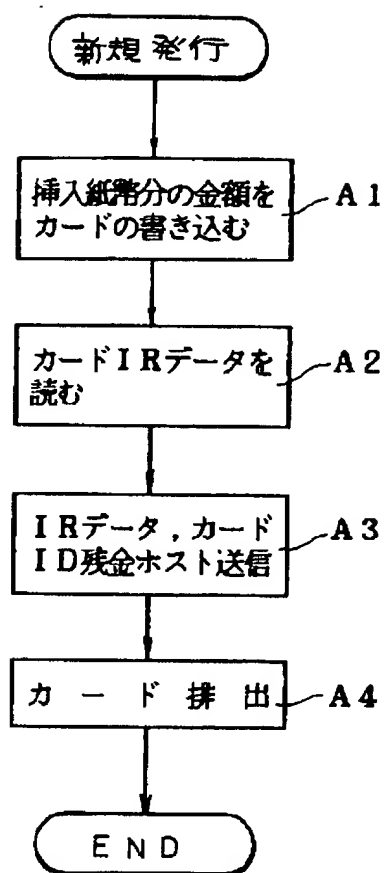 新規発行
挿入紙幣分の金額を
カードの書き込む
A1
カードIRデータを
読む
A2
IRデータ,カード
ID残金ホスト送信
A3
カード排出
A4
END